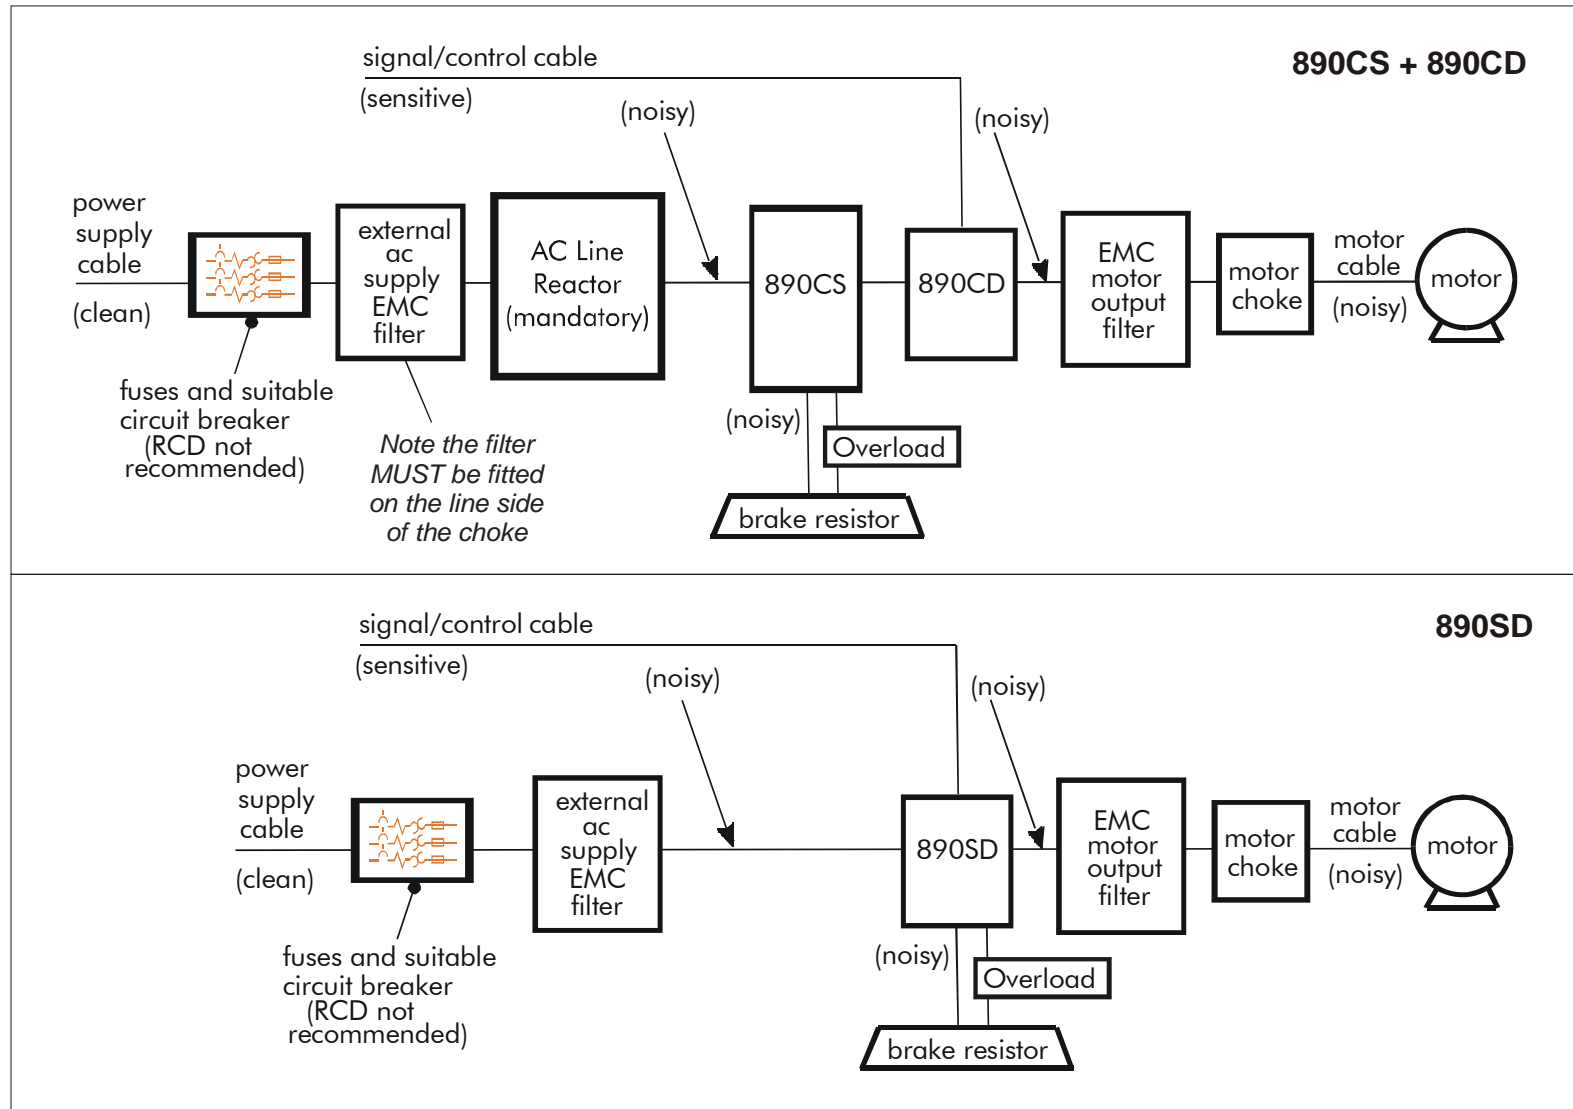 signal/control cable
(sensitive)
890CS + 890CD
(noisy)
(noisy)
power
supply
cable
(clean)
external
ac
supply
EMC
filter
AC Line
Reactor
(mandatory)
890CS
890CD
EMC
motor
output
filter
motor
choke
motor
cable
(noisy)
motor
fuses and suitable
circuit breaker
(RCD not
recommended)
Note the filter
MUST be fitted
on the line side
of the choke
(noisy)
Overload
brake resistor
signal/control cable
(sensitive)
890SD
(noisy)
(noisy)
power
supply
cable
(clean)
external
ac
supply
EMC
filter
890SD
EMC
motor
output
filter
motor
choke
motor
cable
(noisy)
motor
fuses and suitable
circuit breaker
(RCD not
recommended)
(noisy)
Overload
brake resistor